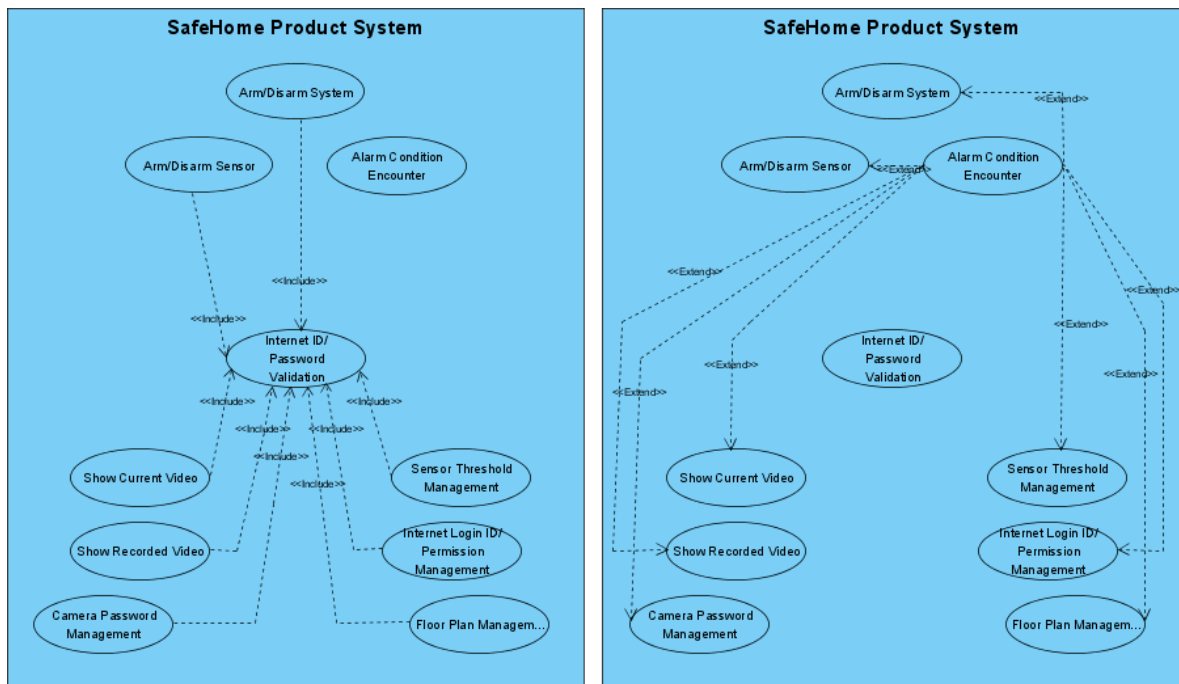 SafeHome Product System
Arm/Disarm System
Arm/Disarm Sensor
Alarm Condition
Encounter
<<Include>>
<<Include>>
Internet ID/
Password
Validation
<<Include>>
<<Include>>
<<Include>>
<<Include>>
<<Include>>
<<Include>>
Show Current Video
Sensor Threshold
Management
Show Recorded Video
Internet Login ID/
Permission
Management
Camera Password
Management
Floor Plan Managem...
SafeHome Product System
Arm/Disarm System
<<Extend>>
Arm/Disarm Sensor
<<Extend>>
Alarm Condition
Encounter
<<Extend>>
<<Extend>>
<<Extend>>
Internet ID/
Password
Validation
<<Extend>>
<<Extend>>
<<Extend>>
Show Current Video
Sensor Threshold
Management
Show Recorded Video
Internet Login ID/
Permission
Management
Camera Password
Management
Floor Plan Managem...